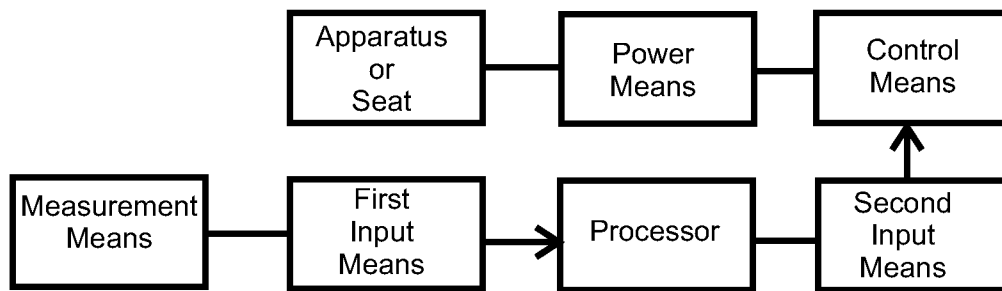 Apparatus
or
Seat
Power
Means
Control
Means
Measurement
Means
First
Input
Means
Processor
Second
Input
Means